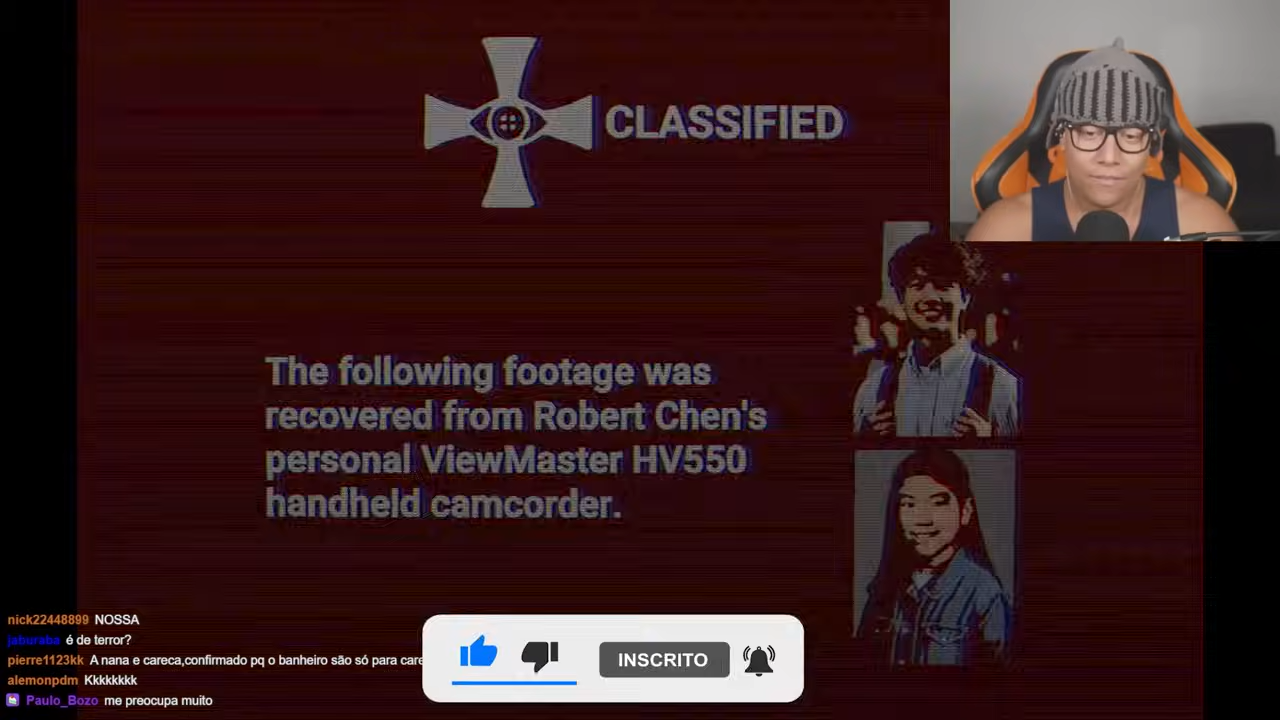 CLASSIFIED
The following footage was
recovered from Robert Chen's
personal ViewMaster HV550
handheld camcorder.
nick22448899 NOSSA
jaburaba é de terror?
pierre1123kk A nana e careca,confirmado pq o banheiro são só para care
alemonpdm Kkkkkkkk
Paulo_Bozo me preocupa muito
INSCRITO